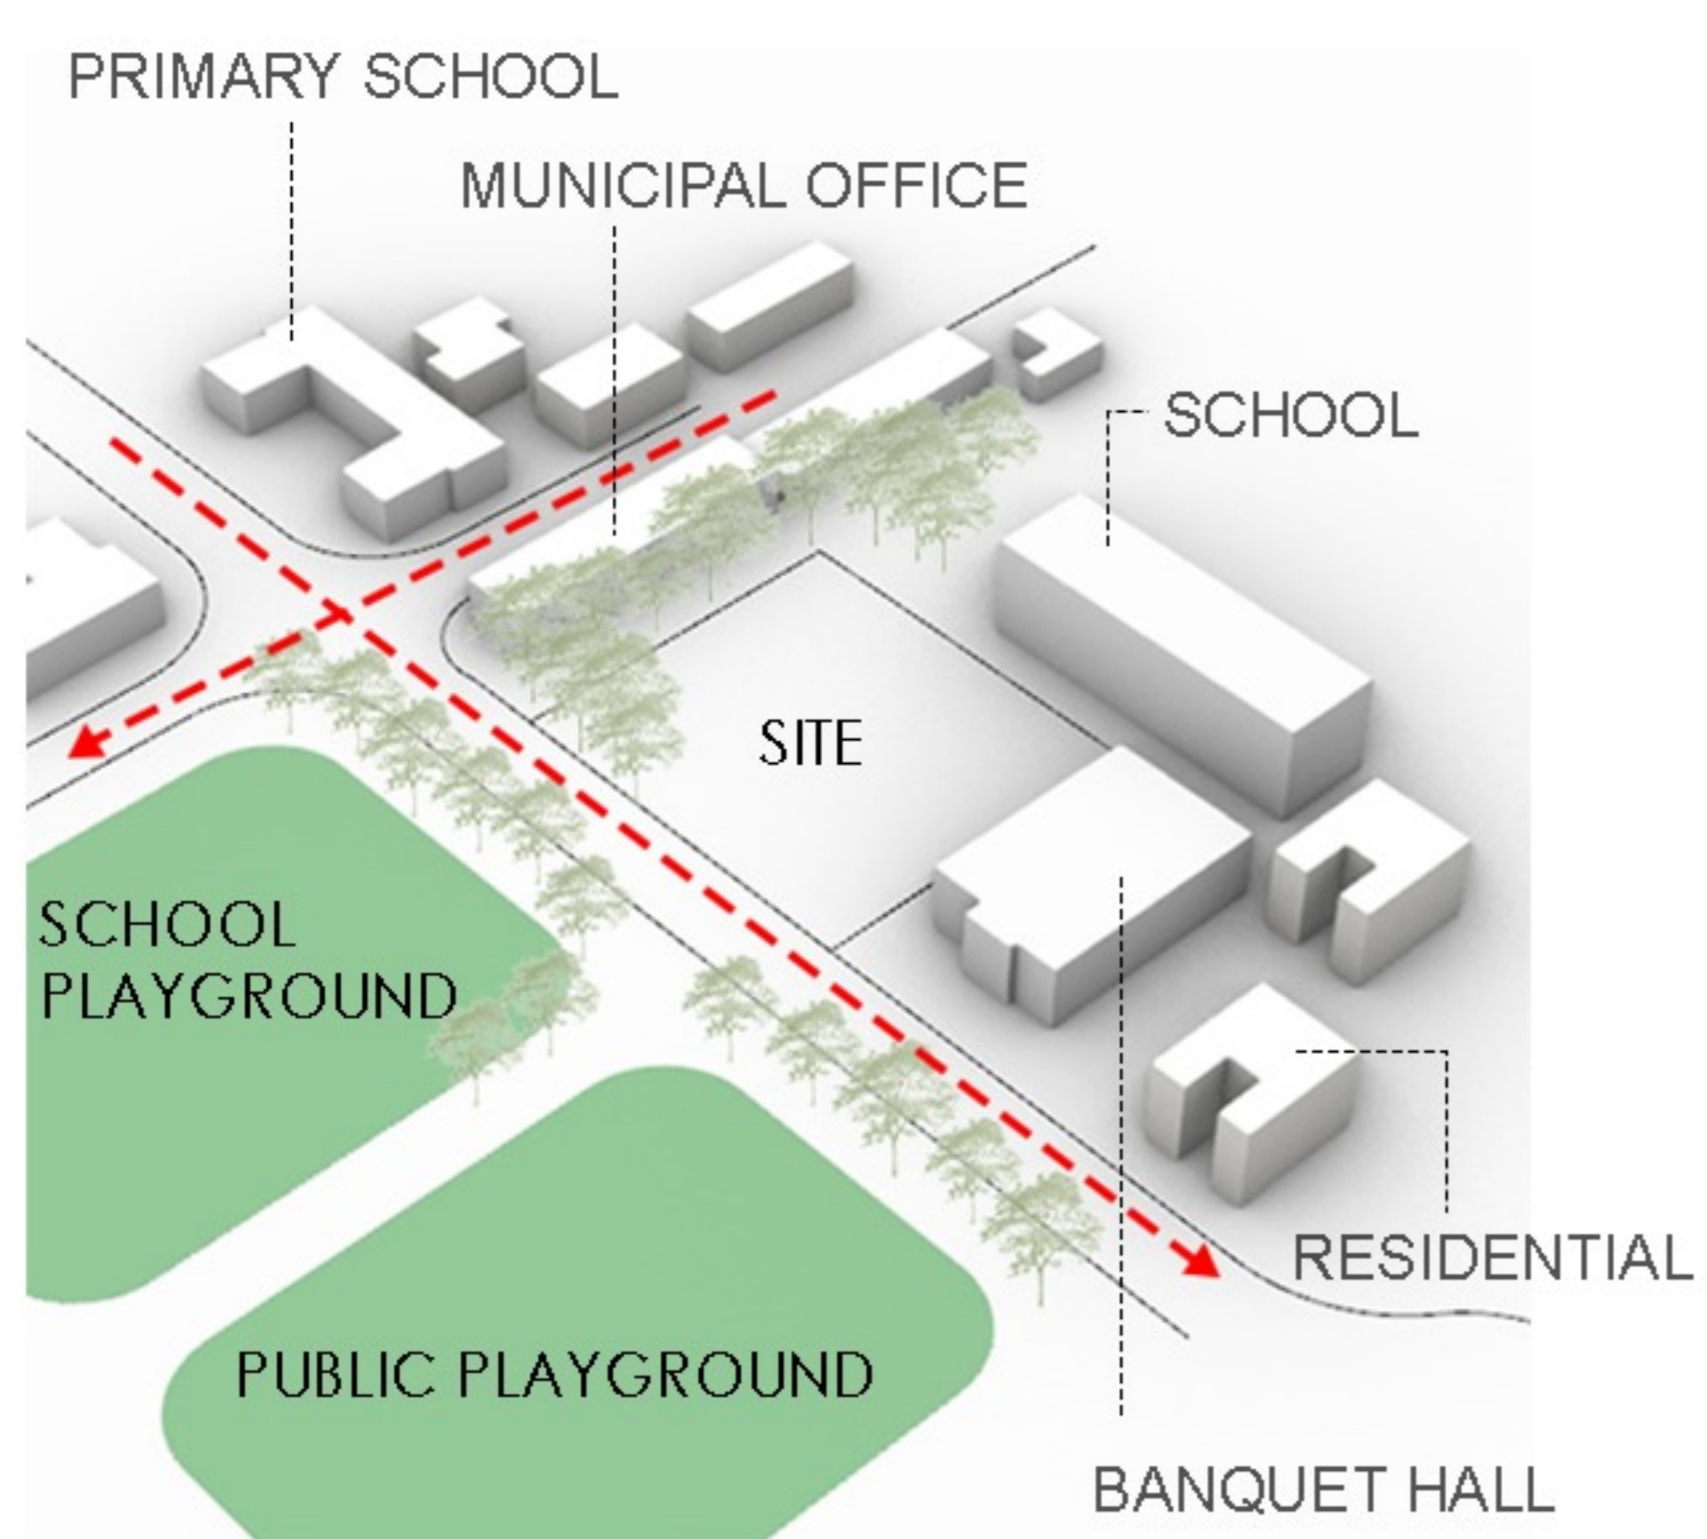 PRIMARY SCHOOL
MUNICIPAL OFFICE
SCHOOL
SITE
SCHOOL
PLAYGROUND
RESIDENTIAL
PUBLIC PLAYGROUND
BANQUET HALL